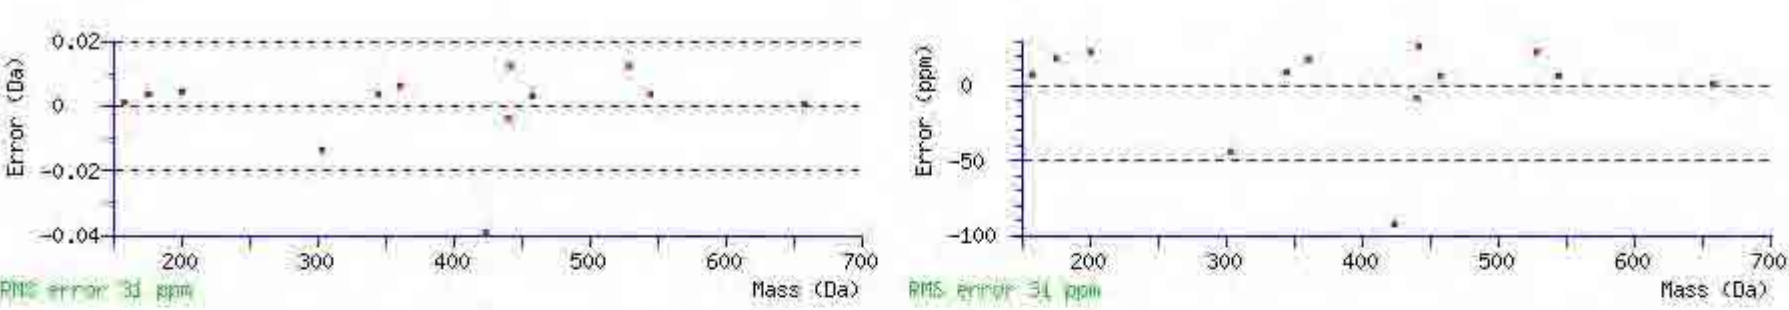 0.02
0
-0.02
-0.04
Error (Da)
200 300 400 500 600 700
RMS error 31 ppm
Mass (Da)
0
-50
-100
Error (ppm)
200 300 400 500 600 700
RMS error 31 ppm
Mass (Da)